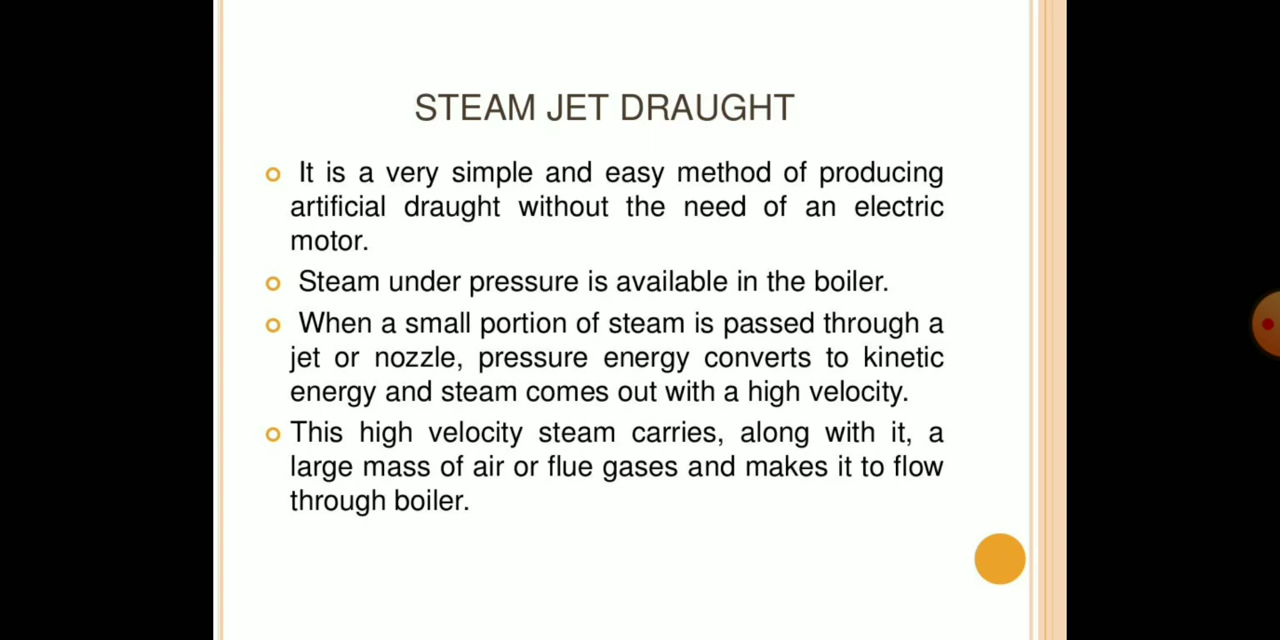 STEAM JET DRAUGHT
It is a very simple and easy method of producing
artificial draught without the need of an electric
motor.
Steam under pressure is available in the boiler.
When a small portion of steam is passed through a
jet or nozzle, pressure energy converts to kinetic
energy and steam comes out with a high velocity.
This high velocity steam carries, along with it, a
large mass of air or flue gases and makes it to flow
through boiler.